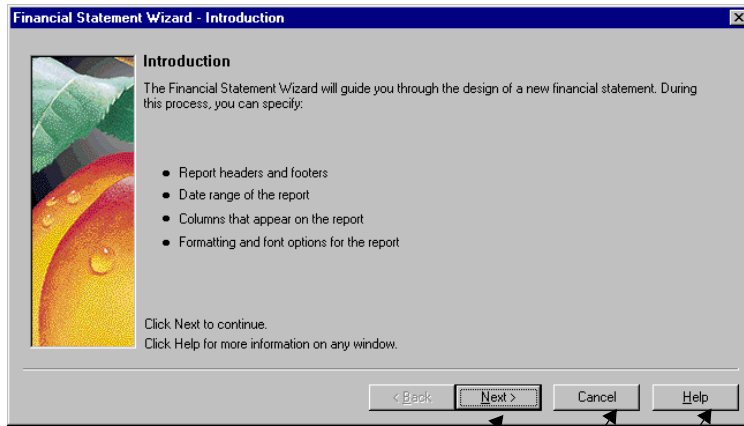 Financial Statement Wizard - Introduction
Introduction
The Financial Statement Wizard will guide you through the design of a new financial statement. During
this process, you can specify:
• Report headers and footers
• Date range of the report
• Columns that appear on the report
• Formatting and font options for the report
Click Next to continue.
Click Help for more information on any window.
< Back Next > Cancel Help